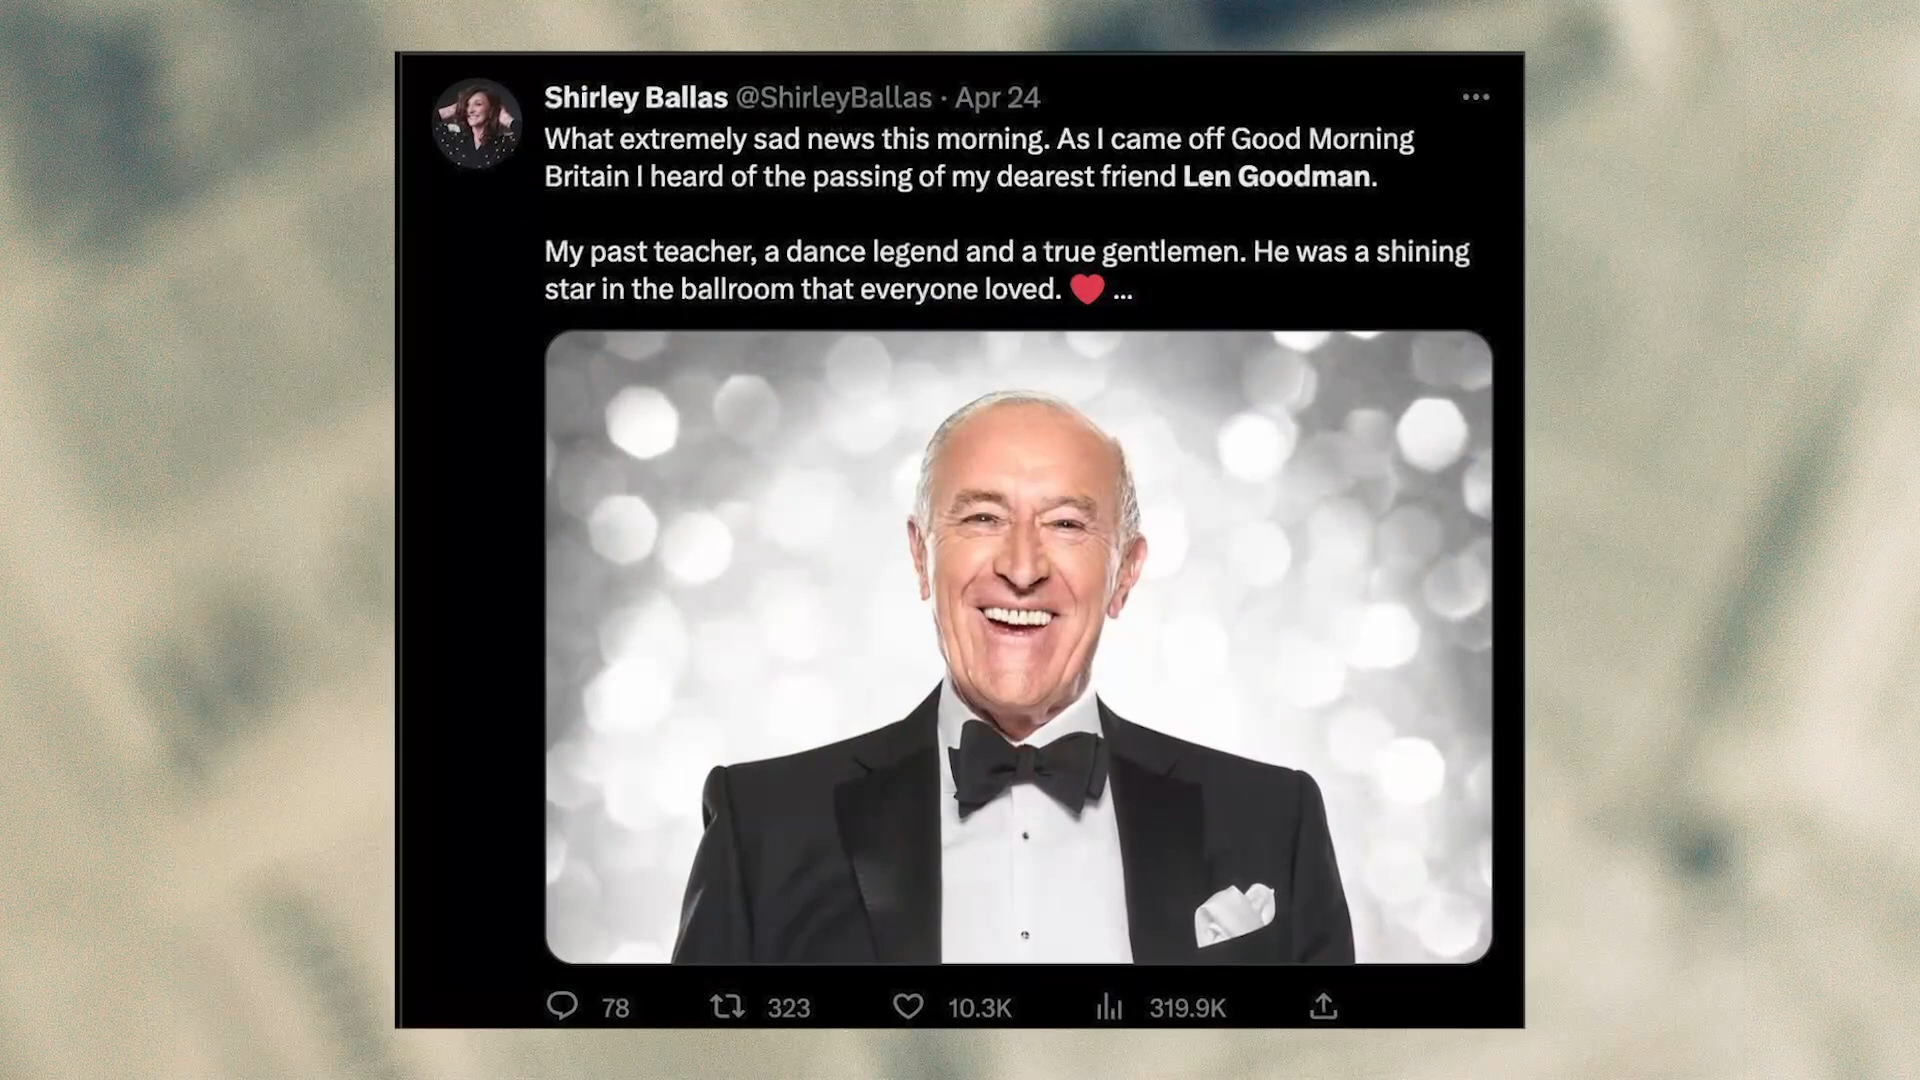 Shirley Ballas @ShirleyBallas · Apr 24
What extremely sad news this morning. As I came off Good Morning
Britain I heard of the passing of my dearest friend Len Goodman.
My past teacher, a dance legend and a true gentlemen. He was a shining
star in the ballroom that everyone loved. ❤️ ...
78 323 10.3K 319.9K